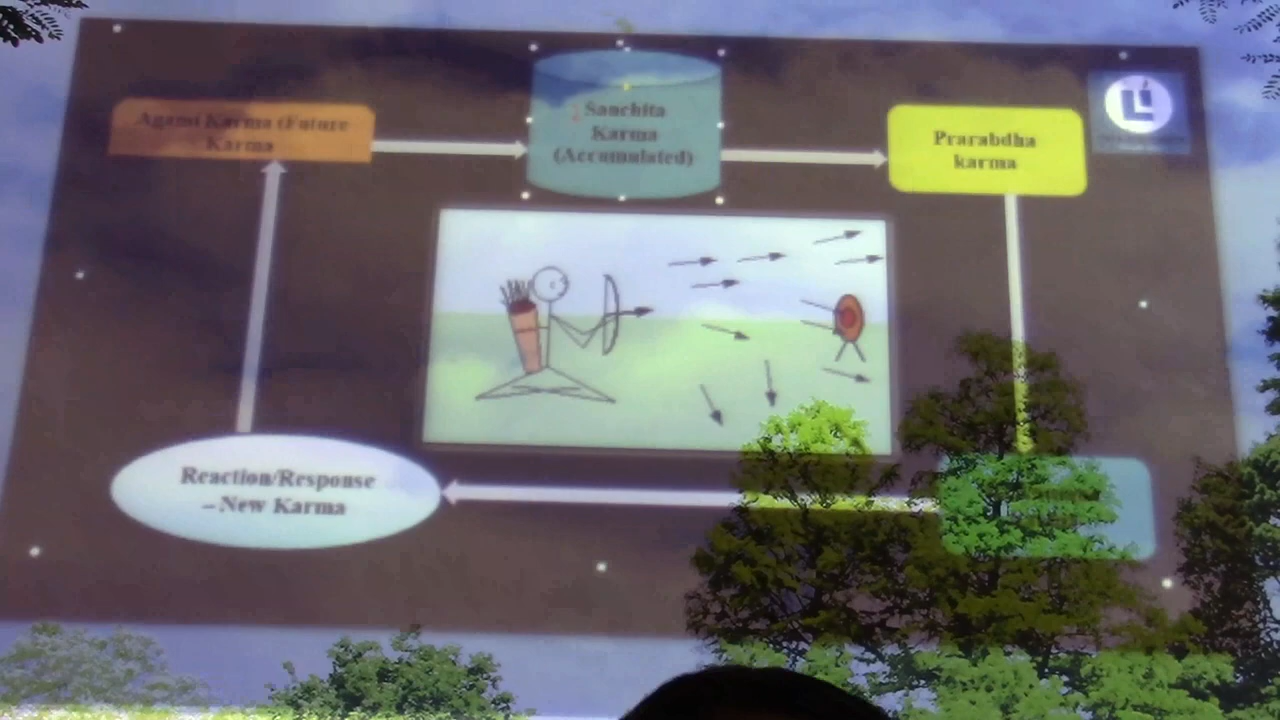 Agami Karma (Future
Karma
Sanchita
Karma
(Accumulated)
Prarabdha
karma
Reaction/Response
– New Karma